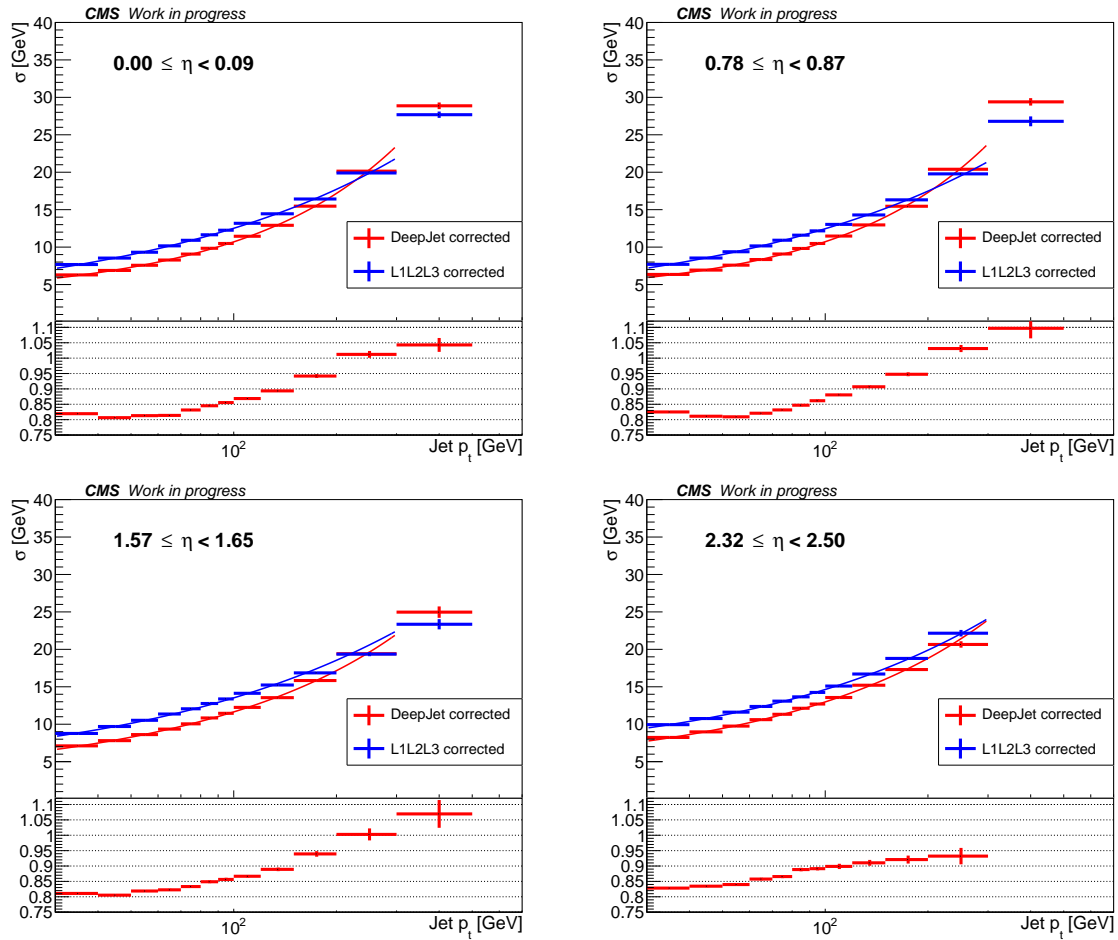 CMS Work in progress
σ [GeV]
40
35
30
25
20
15
10
5
0.00 ≤ η < 0.09
DeepJet corrected
L1L2L3 corrected
1.1
1.05
1
0.95
0.9
0.85
0.8
0.75
10²
Jet p_t [GeV]
CMS Work in progress
σ [GeV]
40
35
30
25
20
15
10
5
0.78 ≤ η < 0.87
DeepJet corrected
L1L2L3 corrected
1.1
1.05
1
0.95
0.9
0.85
0.8
0.75
10²
Jet p_t [GeV]
CMS Work in progress
σ [GeV]
40
35
30
25
20
15
10
5
1.57 ≤ η < 1.65
DeepJet corrected
L1L2L3 corrected
1.1
1.05
1
0.95
0.9
0.85
0.8
0.75
10²
Jet p_t [GeV]
CMS Work in progress
σ [GeV]
40
35
30
25
20
15
10
5
2.32 ≤ η < 2.50
DeepJet corrected
L1L2L3 corrected
1.1
1.05
1
0.95
0.9
0.85
0.8
0.75
10²
Jet p_t [GeV]